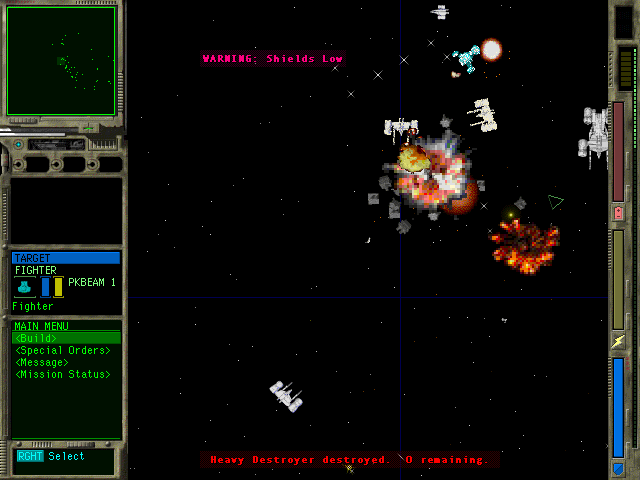 WARNING: Shields Low
TARGET
FIGHTER
PKBEAM 1
Fighter
MAIN MENU
<Build>
<Special Orders>
<Message>
<Mission Status>
RGHT Select
Heavy Destroyer destroyed. 0 remaining.